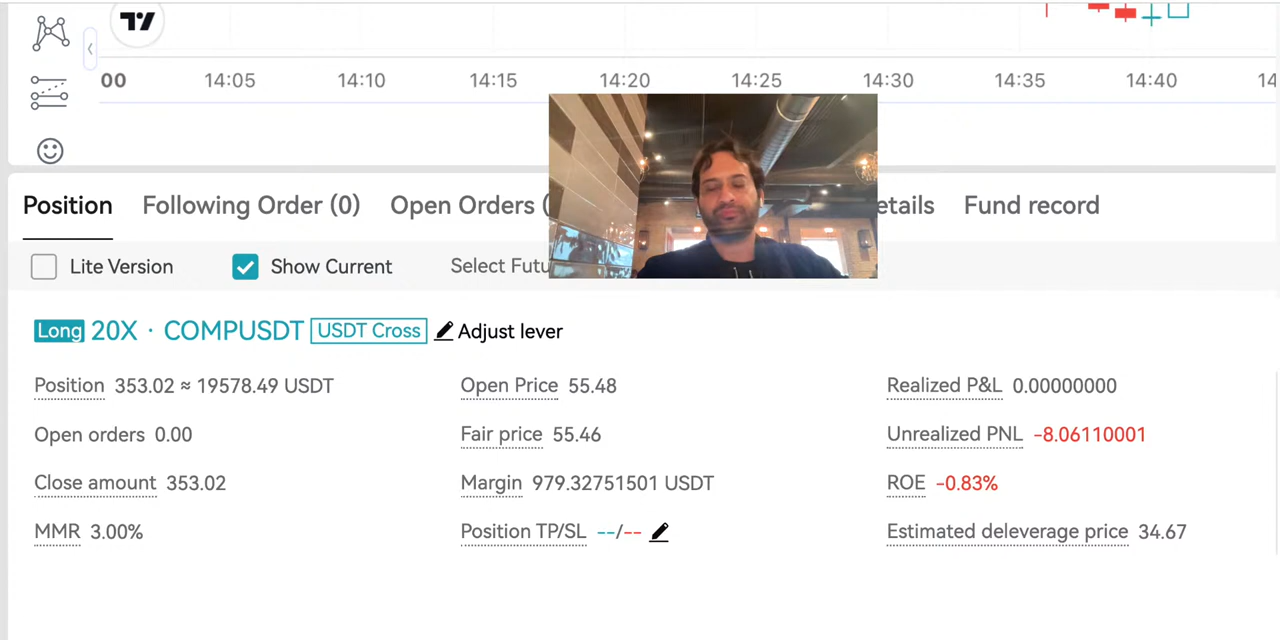 00 14:05 14:10 14:15 14:20 14:25 14:30 14:35 14:40 14
Position Following Order (0) Open Orders ( etails Fund record
Lite Version Show Current Select Futu
Long 20X · COMPUSDT USDT Cross Adjust lever
Position 353.02 ≈ 19578.49 USDT Open Price 55.48 Realized P&L 0.00000000
Open orders 0.00 Fair price 55.46 Unrealized PNL -8.06110001
Close amount 353.02 Margin 979.32751501 USDT ROE -0.83%
MMR 3.00% Position TP/SL --/-- Estimated deleverage price 34.67